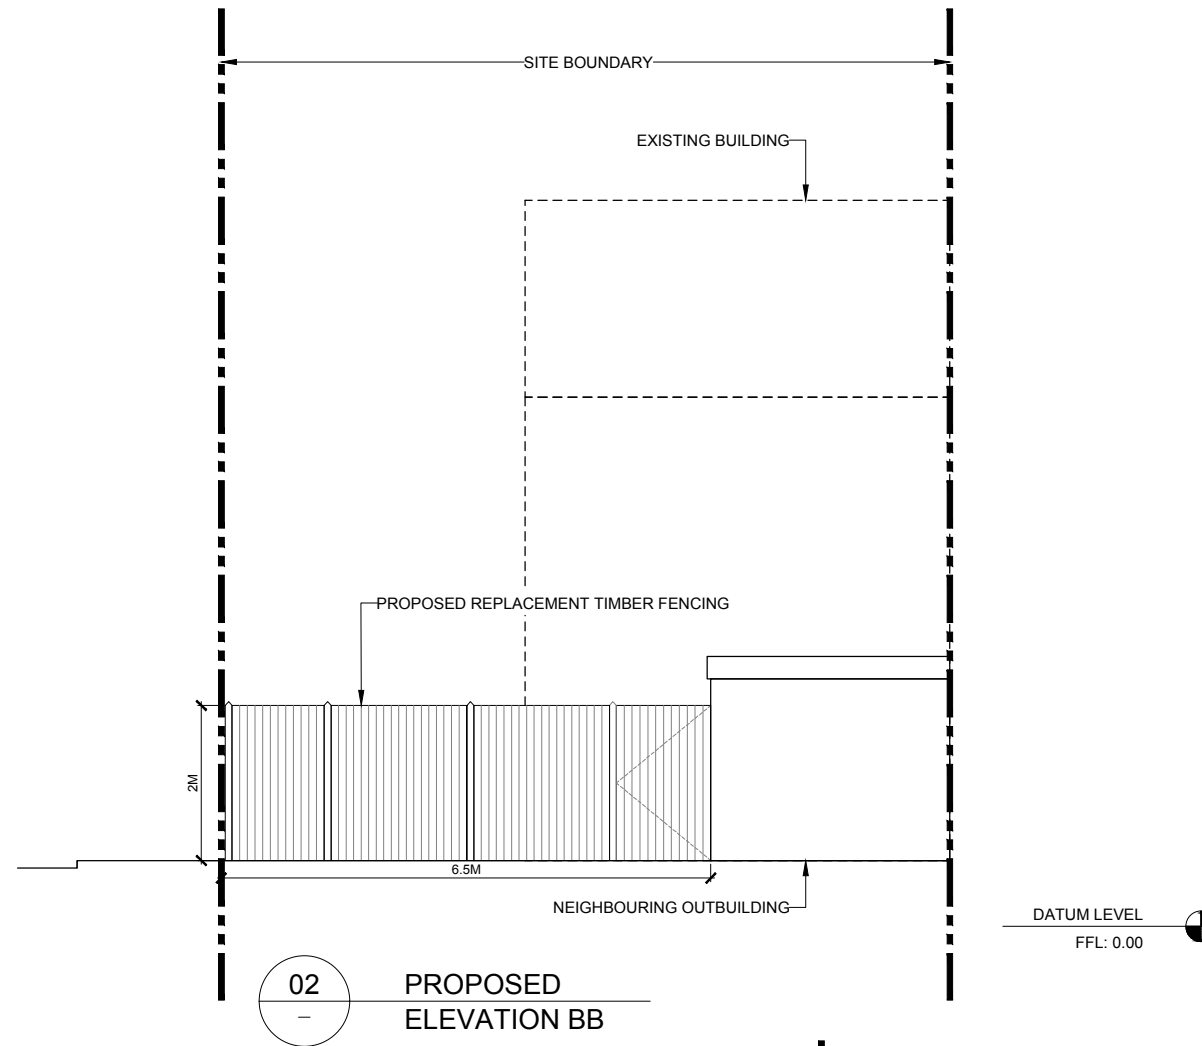 SITE BOUNDARY
EXISTING BUILDING
PROPOSED REPLACEMENT TIMBER FENCING
2M
6.5M
NEIGHBOURING OUTBUILDING
DATUM LEVEL
FFL: 0.00
02
–
PROPOSED
ELEVATION BB